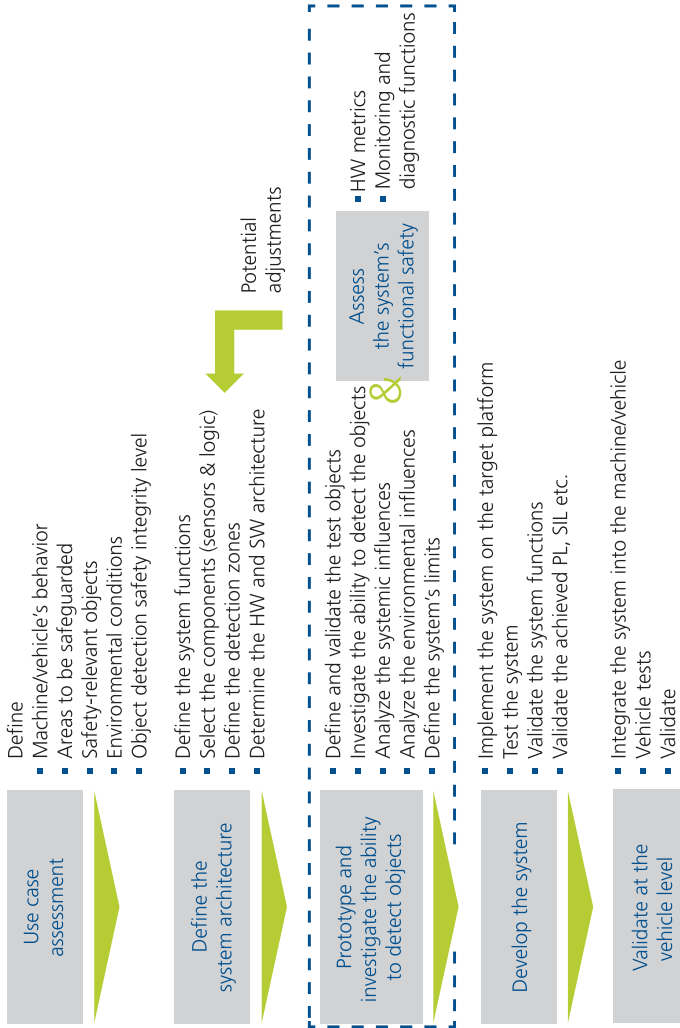 Use case
assessment
Define
▪ Machine/vehicle's behavior
▪ Areas to be safeguarded
▪ Safety-relevant objects
▪ Environmental conditions
▪ Object detection safety integrity level
Define the
system architecture
▪ Define the system functions
▪ Select the components (sensors & logic)
▪ Define the detection zones
▪ Determine the HW and SW architecture
Potential
adjustments
Prototype and
investigate the ability
to detect objects
▪ Define and validate the test objects
▪ Investigate the ability to detect the objects
▪ Analyze the systemic influences
▪ Analyze the environmental influences
▪ Define the system's limits
&
Assess
the system's
functional safety
▪ HW metrics
▪ Monitoring and
diagnostic functions
Develop the system
▪ Implement the system on the target platform
▪ Test the system
▪ Validate the system functions
▪ Validate the achieved PL, SIL etc.
Validate at the
vehicle level
▪ Integrate the system into the machine/vehicle
▪ Vehicle tests
▪ Validate